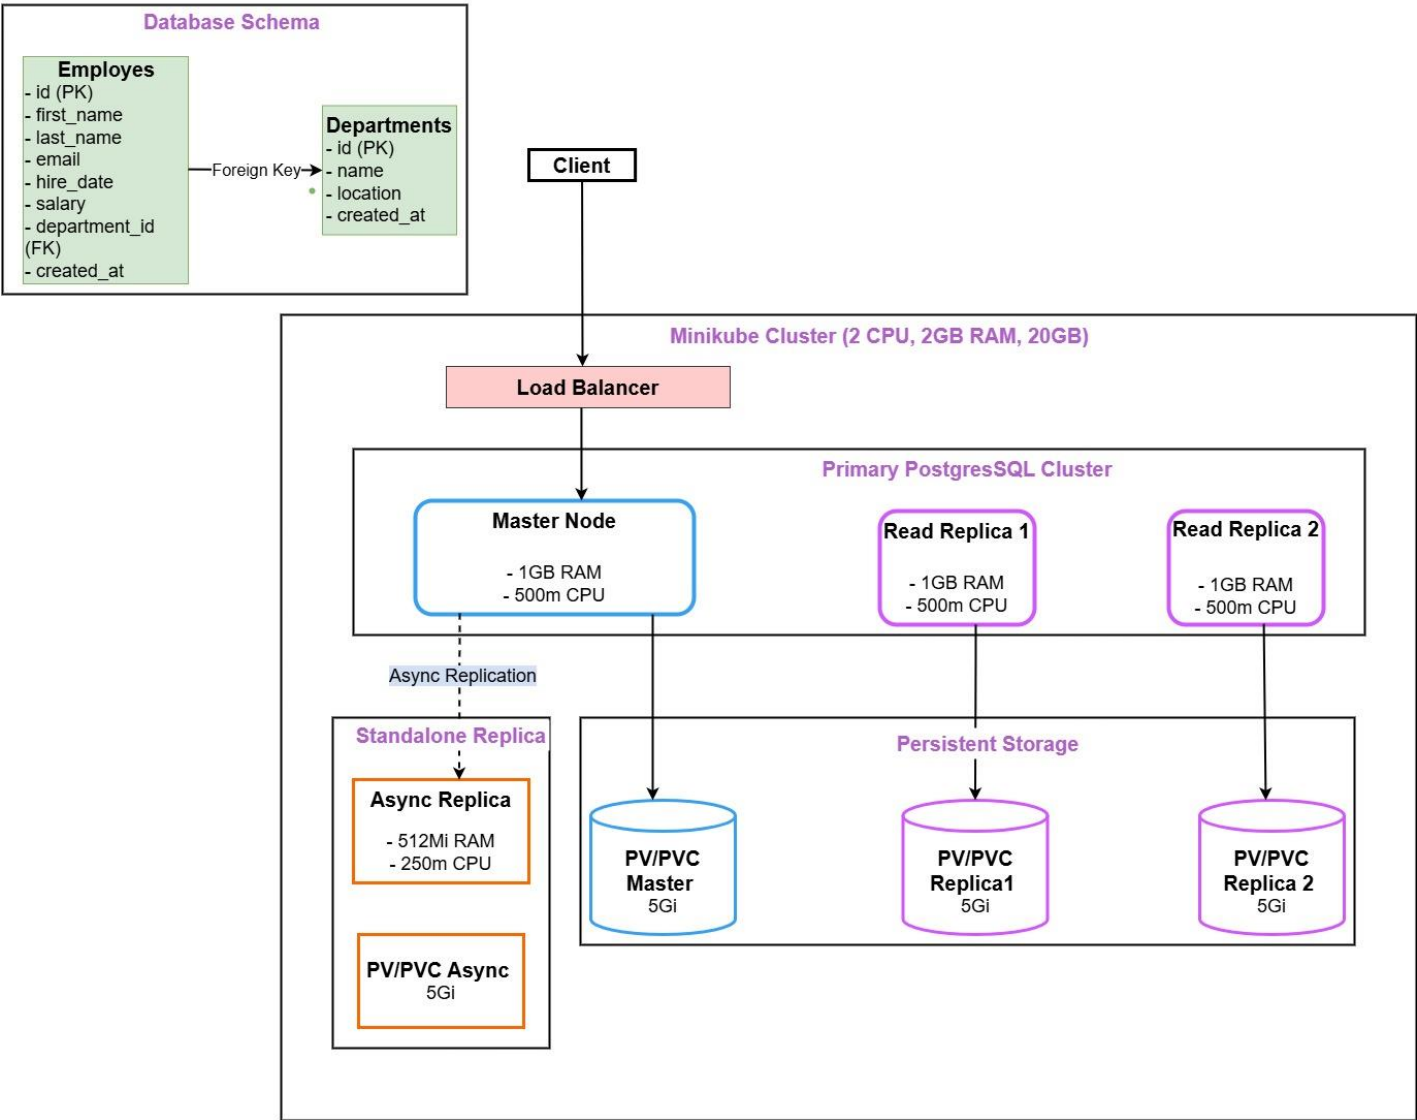 Database Schema
Employes
- id (PK)
- first_name
- last_name
- email
- hire_date
- salary
- department_id
(FK)
- created_at
Foreign Key
Departments
- id (PK)
- name
- location
- created_at
Client
Minikube Cluster (2 CPU, 2GB RAM, 20GB)
Load Balancer
Primary PostgresSQL Cluster
Master Node
- 1GB RAM
- 500m CPU
Read Replica 1
- 1GB RAM
- 500m CPU
Read Replica 2
- 1GB RAM
- 500m CPU
Async Replication
Standalone Replica
Async Replica
- 512Mi RAM
- 250m CPU
PV/PVC Async
5Gi
Persistent Storage
PV/PVC
Master
5Gi
PV/PVC
Replica1
5Gi
PV/PVC
Replica 2
5Gi